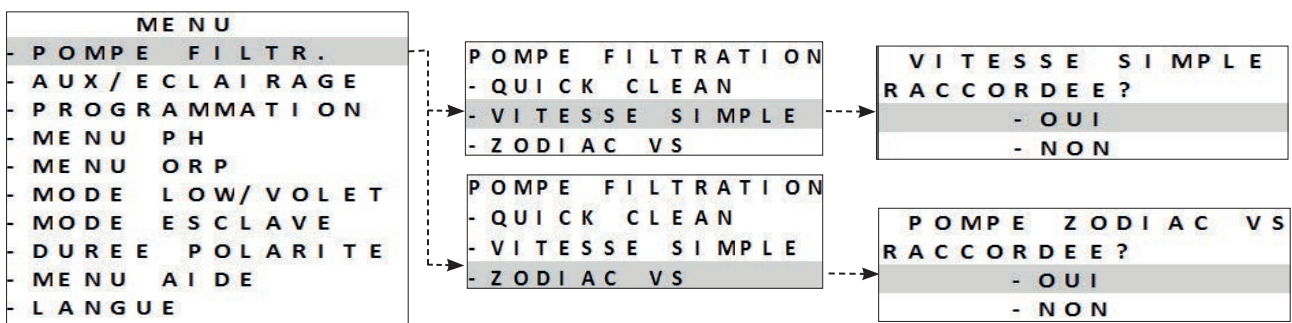 MENU
- POMPE FILTR.
- AUX/ECLAIRAGE
- PROGRAMMATION
- MENU PH
- MENU ORP
- MODE LOW/VOLET
- MODE ESCLAVE
- DUREE POLARITE
- MENU AIDE
- LANGUE
POMPE FILTRATION
- QUICK CLEAN
- VITESSE SIMPLE
- ZODIAC VS
VITESSE SIMPLE
RACCORDEE?
- OUI
- NON
POMPE FILTRATION
- QUICK CLEAN
- VITESSE SIMPLE
- ZODIAC VS
POMPE ZODIAC VS
RACCORDEE?
- OUI
- NON